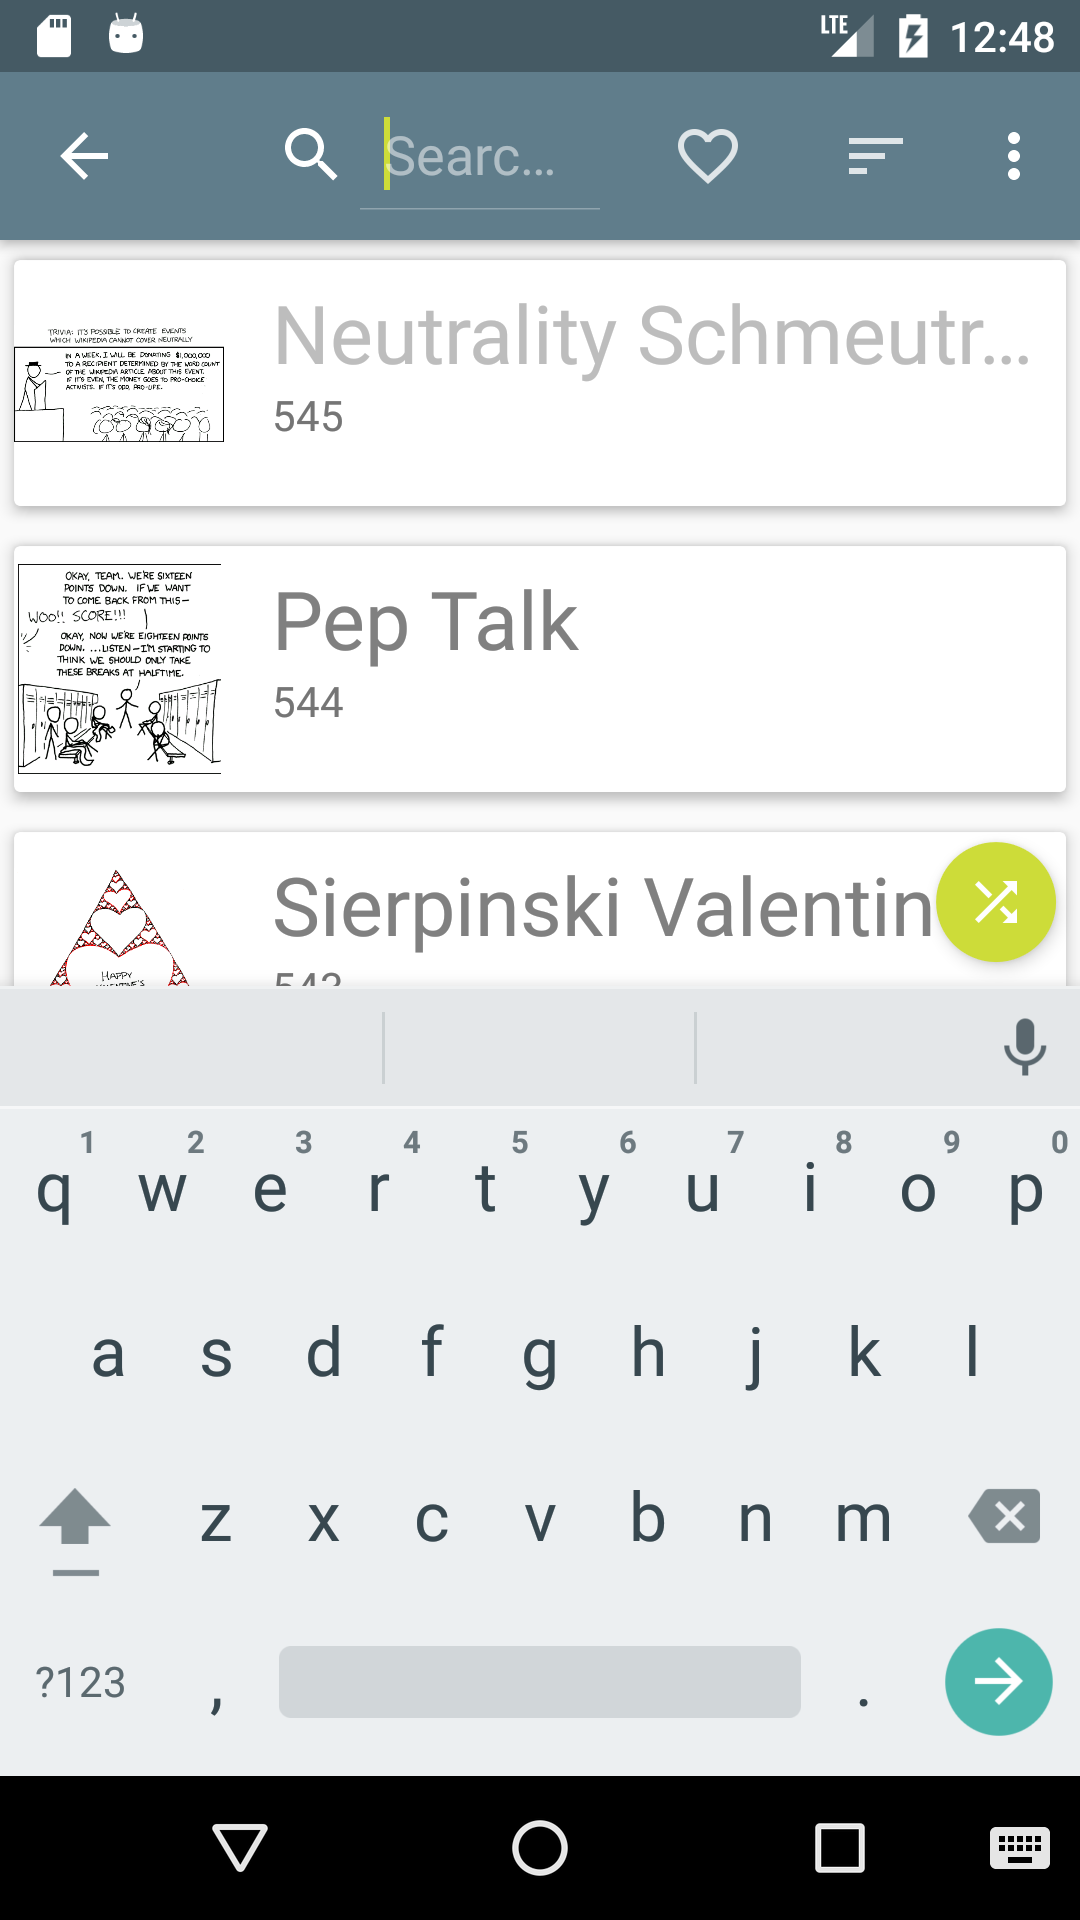 LTE 12:48
Searc...
TRIVIA: IT'S POSSIBLE TO CREATE EVENTS
WHICH WIKIPEDIA CANNOT COVER NEUTRALLY
IN A WEEK, I WILL BE DONATING $1,000,000
TO A RECIPIENT DETERMINED BY THE WORD COUNT
OF THE WIKIPEDIA ARTICLE ABOUT THIS EVENT.
IF IT'S EVEN, THE MONEY GOES TO PRO-CHOICE
ACTIVISTS. IF IT'S ODD, PRO-LIFE.
Neutrality Schmeutr...
545
OKAY, TEAM. WE'RE SIXTEEN
POINTS DOWN. IF WE WANT
TO COME BACK FROM THIS—
WOO!! SCORE!!!
OKAY, NOW WE'RE EIGHTEEN POINTS
DOWN. ...LISTEN—I'M STARTING TO
THINK WE SHOULD ONLY TAKE
THESE BREAKS AT HALFTIME.
Pep Talk
544
HAPPY
Sierpinski Valentin
543
1 2 3 4 5 6 7 8 9 0
q w e r t y u i o p
a s d f g h j k l
z x c v b n m
?123 , .